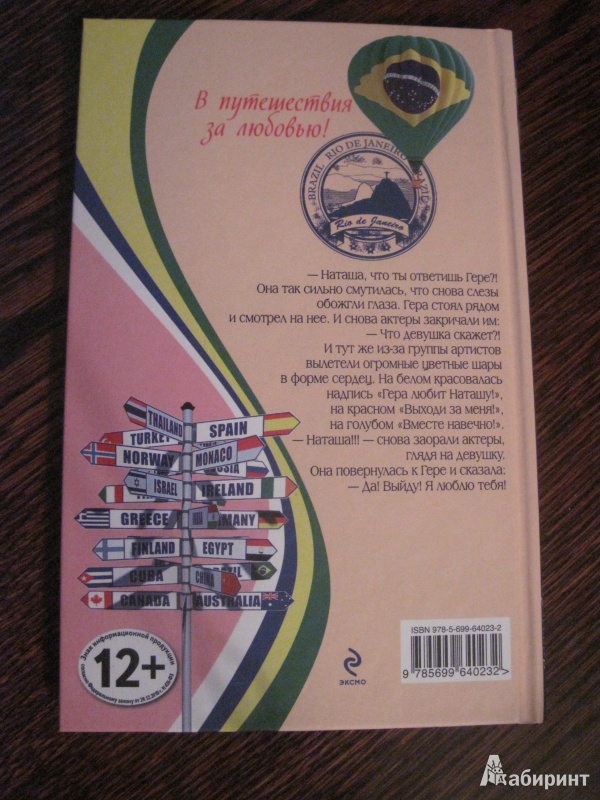 В путешествия
за любовью!
BRAZIL RIO DE JANEIRO BRAZIL
Rio de Janeiro
— Наташа, что ты ответишь Гере?!
Она так сильно смутилась, что снова слезы
обожгли глаза. Гера стоял рядом
и смотрел на нее. И снова актеры закричали им:
— Что девушка скажет?!
И тут же из-за группы артистов
вылетели огромные цветные шары
в форме сердец. На белом красовалась
надпись «Гера любит Наташу!»,
на красном «Выходи за меня!»,
на голубом «Вместе навечно!».
— Наташа!!! — снова заорали актеры,
глядя на девушку.
Она повернулась к Гере и сказала:
— Да! Выйду! Я люблю тебя!
THAILAND
SPAIN
TURKEY
NORWAY
MONACO
ISRAEL
IRELAND
GREECE
FINLAND
EGYPT
CUBA
CHINA
CANADA
AUSTRALIA
Знак информационной продукции
12+
ЭКСМО
ISBN 978-5-699-64023-2
9 785699 640232>
Лабиринт